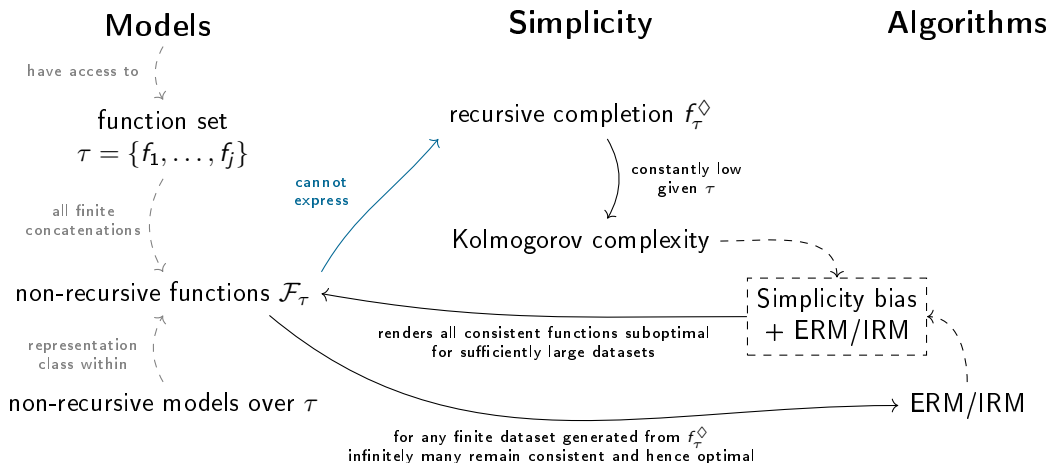 Models
Simplicity
Algorithms
have access to
function set
τ = {f₁, . . . , fⱼ}
recursive completion f_τ^◊
constantly low
given τ
cannot
express
all finite
concatenations
Kolmogorov complexity
non-recursive functions 𝓕_τ
Simplicity bias
+ ERM/IRM
renders all consistent functions suboptimal
for sufficiently large datasets
representation
class within
non-recursive models over τ
ERM/IRM
for any finite dataset generated from f_τ^◊
infinitely many remain consistent and hence optimal